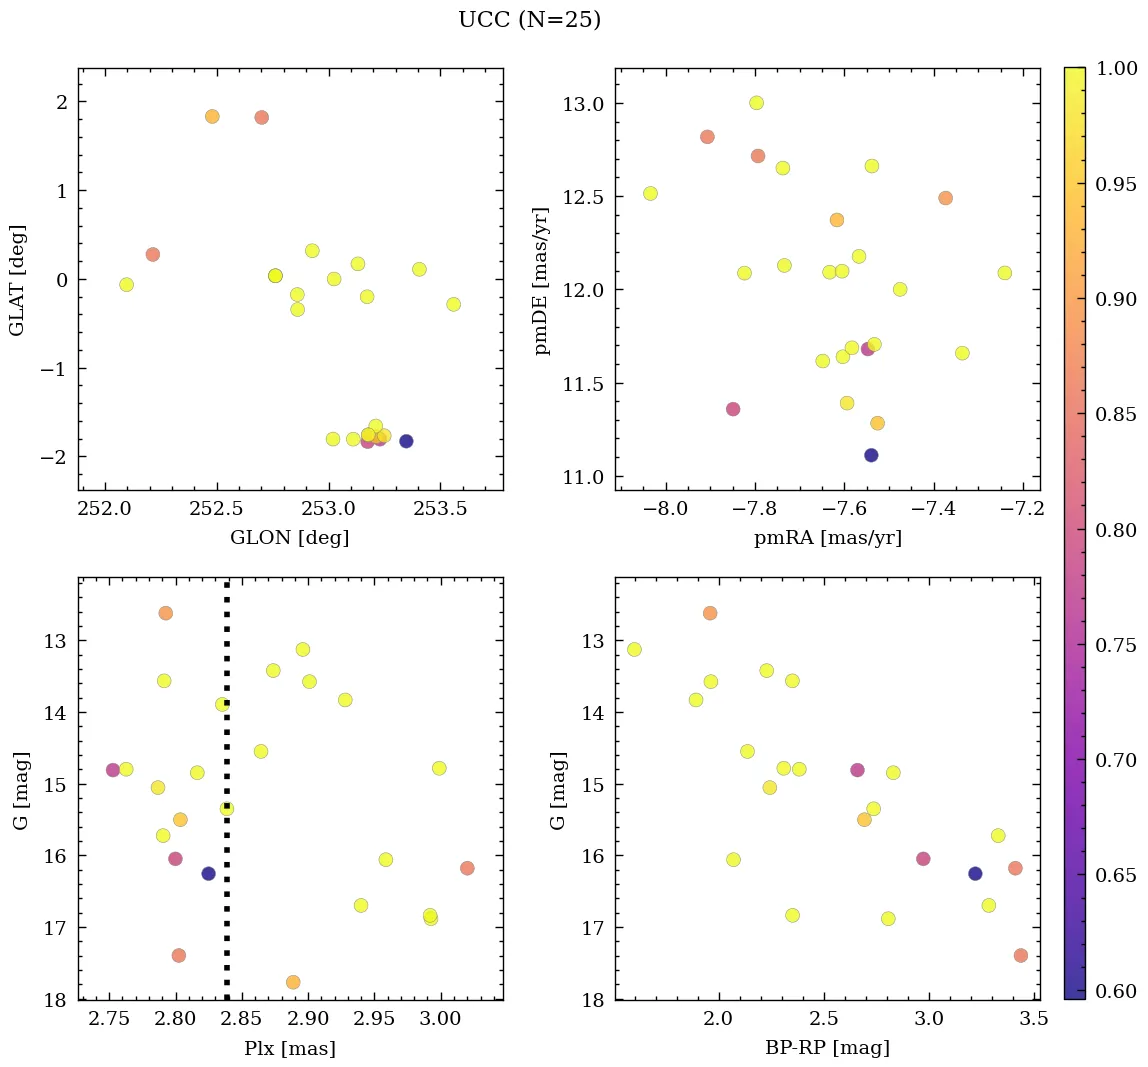 UCC (N=25)
2
1
0
−1
−2
GLAT [deg]
252.0 252.5 253.0 253.5
GLON [deg]
13.0
12.5
12.0
11.5
11.0
pmDE [mas/yr]
−8.0 −7.8 −7.6 −7.4 −7.2
pmRA [mas/yr]
1.00
0.95
0.90
0.85
0.80
0.75
0.70
0.65
0.60
13
14
15
16
17
18
G [mag]
2.75 2.80 2.85 2.90 2.95 3.00
Plx [mas]
13
14
15
16
17
18
G [mag]
2.0 2.5 3.0 3.5
BP-RP [mag]